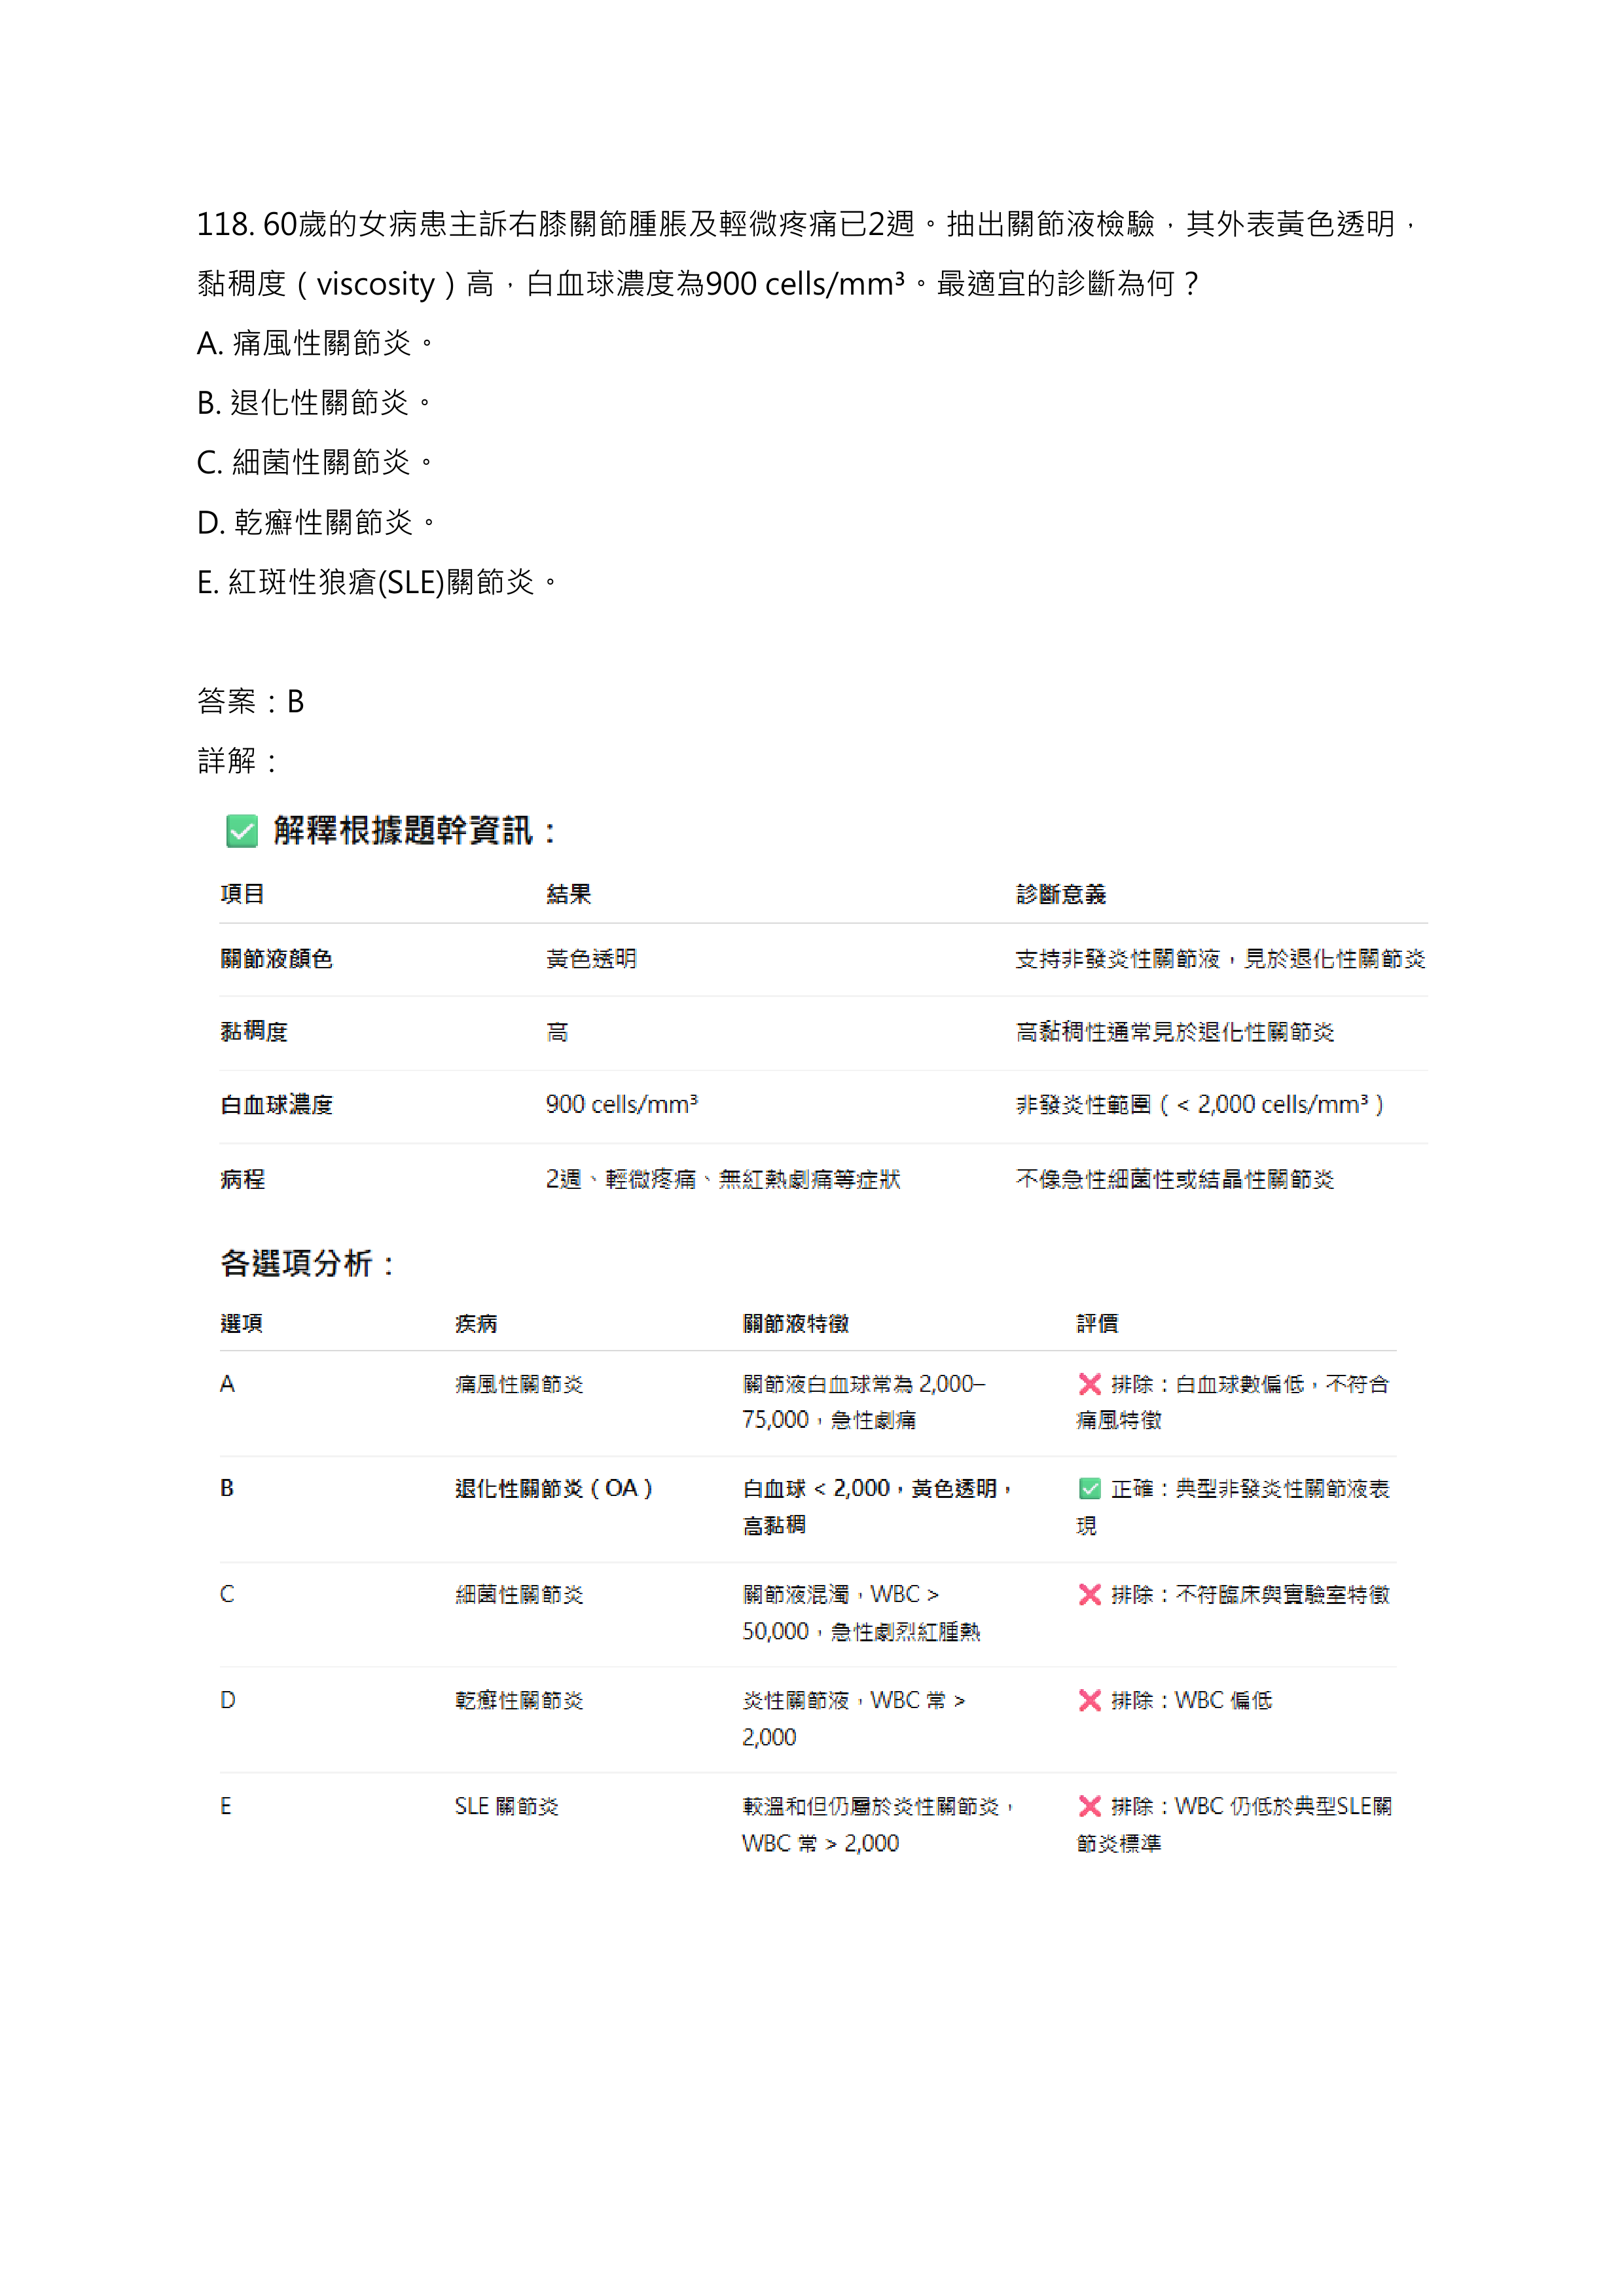 118. 60歲的女病患主訴右膝關節腫脹及輕微疼痛已2週。抽出關節液檢驗，其外表黃色透明，
黏稠度（viscosity）高，白血球濃度為900 cells/mm³。最適宜的診斷為何？
A. 痛風性關節炎。
B. 退化性關節炎。
C. 細菌性關節炎。
D. 乾癬性關節炎。
E. 紅斑性狼瘡(SLE)關節炎。
答案：B
詳解：
✅ 解釋根據題幹資訊：
項目 結果 診斷意義
關節液顏色 黃色透明 支持非發炎性關節液，見於退化性關節炎
黏稠度 高 高黏稠性通常見於退化性關節炎
白血球濃度 900 cells/mm³ 非發炎性範圍（< 2,000 cells/mm³）
病程 2週、輕微疼痛、無紅熱劇痛等症狀 不像急性細菌性或結晶性關節炎
各選項分析：
選項 疾病 關節液特徵 評價
A 痛風性關節炎 關節液白血球常為 2,000– ❌ 排除：白血球數偏低，不符合
75,000，急性劇痛 痛風特徵
B 退化性關節炎（OA） 白血球 < 2,000，黃色透明， ✅ 正確：典型非發炎性關節液表
高黏稠 現
C 細菌性關節炎 關節液混濁，WBC > ❌ 排除：不符臨床與實驗室特徵
50,000，急性劇烈紅腫熱
D 乾癬性關節炎 炎性關節液，WBC 常 > ❌ 排除：WBC 偏低
2,000
E SLE 關節炎 較溫和但仍屬於炎性關節炎， ❌ 排除：WBC 仍低於典型SLE關
WBC 常 > 2,000 節炎標準